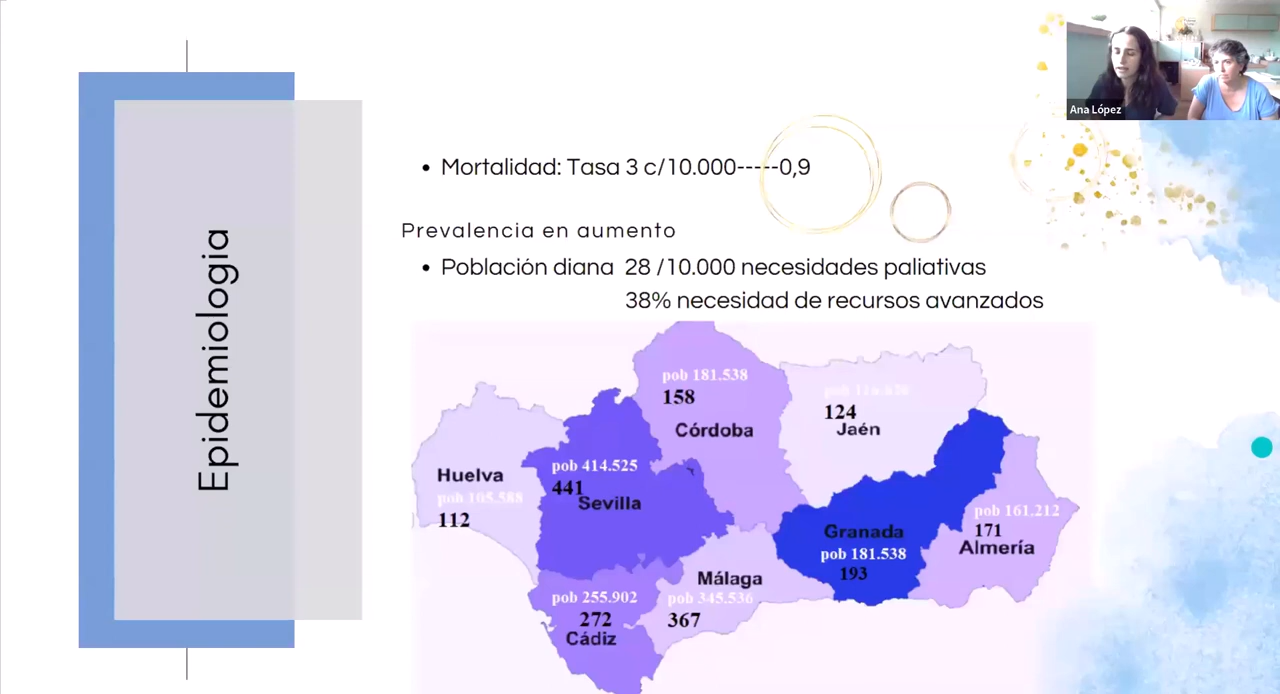 Ana López
Epidemiologia
• Mortalidad: Tasa 3 c/10.000-----0,9
Prevalencia en aumento
• Población diana 28 /10.000 necesidades paliativas
38% necesidad de recursos avanzados
pob 181.538
158
Córdoba
124
Jaén
Huelva
pob 105.588
112
pob 414.525
441
Sevilla
Granada
pob 181.538
193
pob 161.212
171
Almería
Málaga
pob 345.536
367
pob 255.902
272
Cádiz